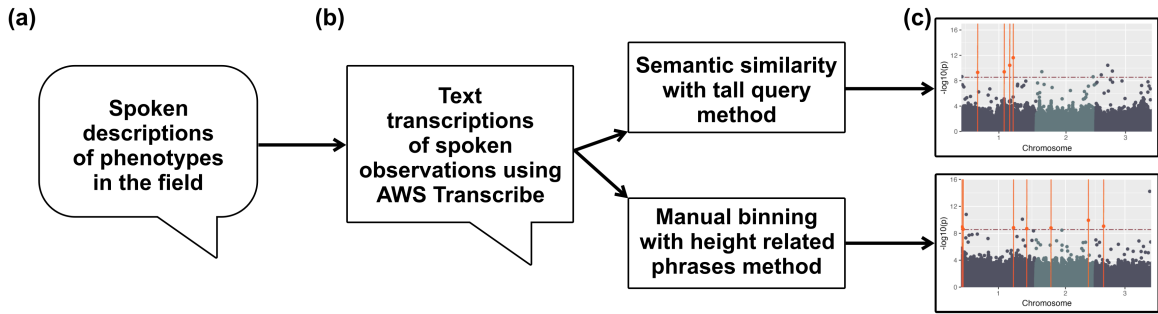 (a)
Spoken
descriptions
of phenotypes
in the field
(b)
Text
transcriptions
of spoken
observations using
AWS Transcribe
Semantic similarity
with tall query
method
Manual binning
with height related
phrases method
(c)
-log10(p)
16
12
8
4
0
1
2
3
Chromosome
-log10(p)
16
12
8
4
0
1
2
3
Chromosome